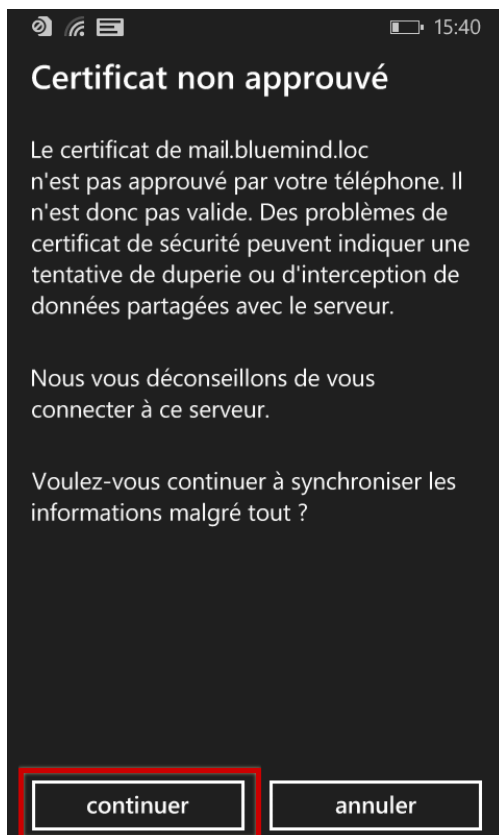 15:40
Certificat non approuvé
Le certificat de mail.bluemind.loc
n'est pas approuvé par votre téléphone. Il
n'est donc pas valide. Des problèmes de
certificat de sécurité peuvent indiquer une
tentative de duperie ou d'interception de
données partagées avec le serveur.
Nous vous déconseillons de vous
connecter à ce serveur.
Voulez-vous continuer à synchroniser les
informations malgré tout ?
continuer
annuler